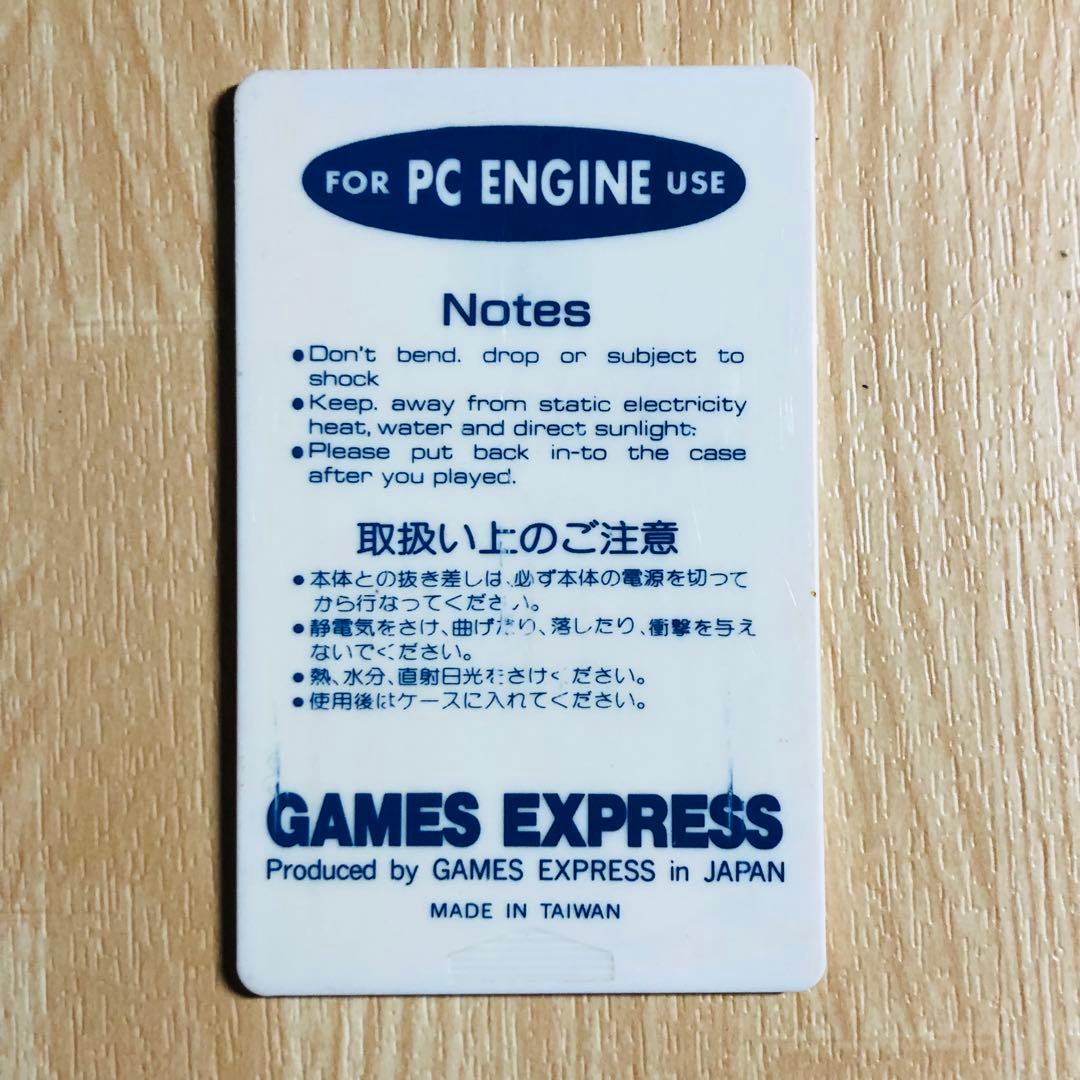 FOR PC ENGINE USE
Notes
●Don't bend. drop or subject to
shock
●Keep. away from static electricity
heat, water and direct sunlight.
●Please put back in-to the case
after you played.
取扱い上のご注意
●本体との抜き差しは、必ず本体の電源を切って
から行なってください。
●静電気をさけ、曲げたり、落したり、衝撃を与え
ないでください。
●熱、水分、直射日光をさけください。
●使用後はケースに入れてください。
GAMES EXPRESS
Produced by GAMES EXPRESS in JAPAN
MADE IN TAIWAN